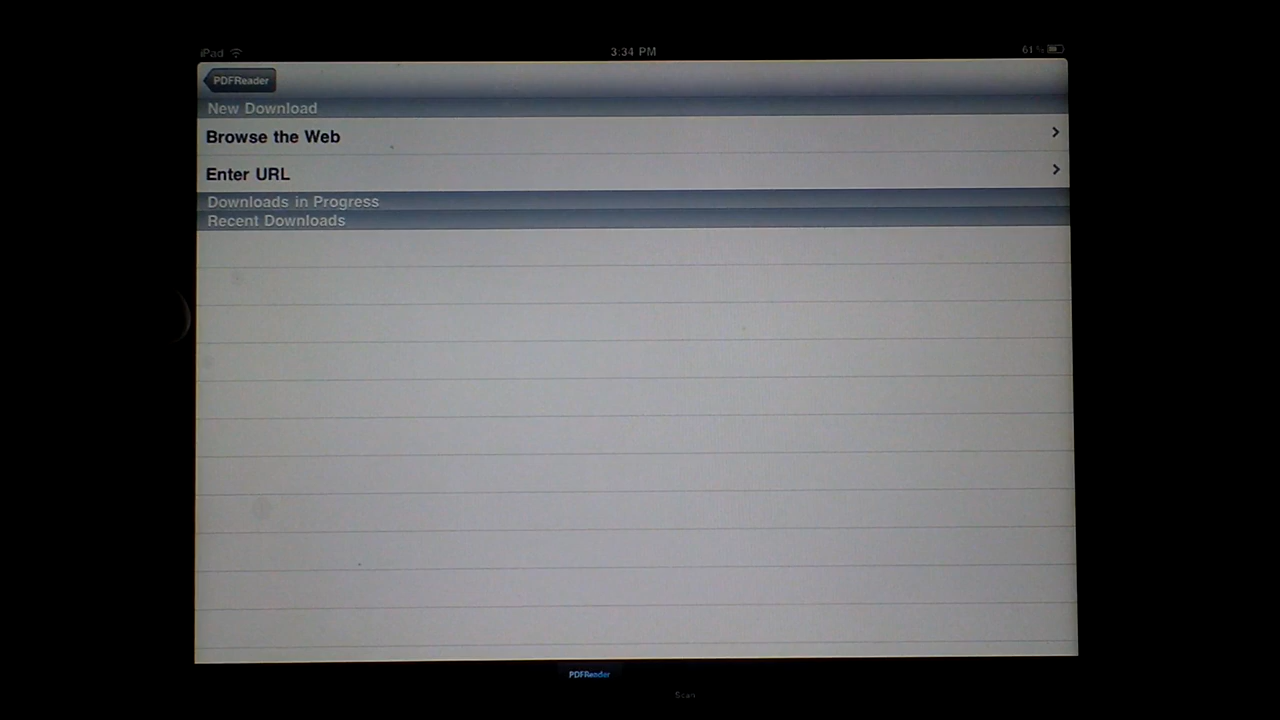 iPad 3:34 PM 61 %
PDFReader
New Download
Browse the Web
Enter URL
Downloads in Progress
Recent Downloads
PDFReader
Scan